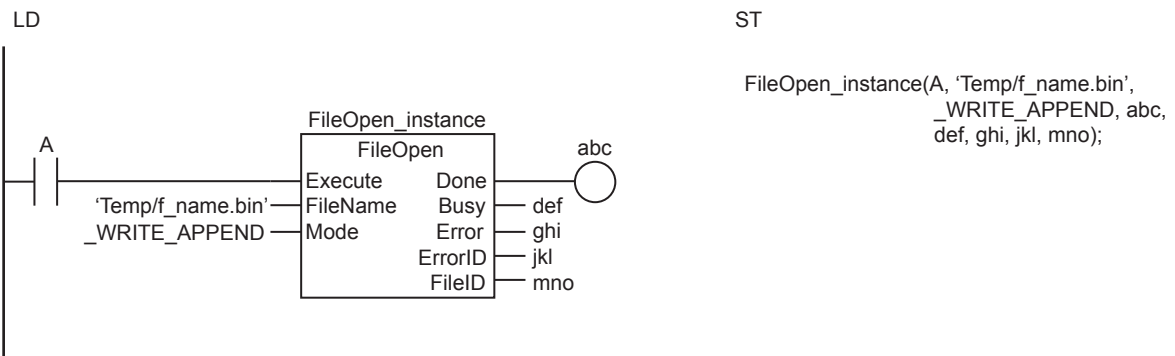 LD
ST
FileOpen_instance(A, ‘Temp/f_name.bin’,
_WRITE_APPEND, abc,
def, ghi, jkl, mno);
FileOpen_instance
A
FileOpen
abc
Execute Done
‘Temp/f_name.bin’ FileName Busy def
_WRITE_APPEND Mode Error ghi
ErrorID jkl
FileID mno